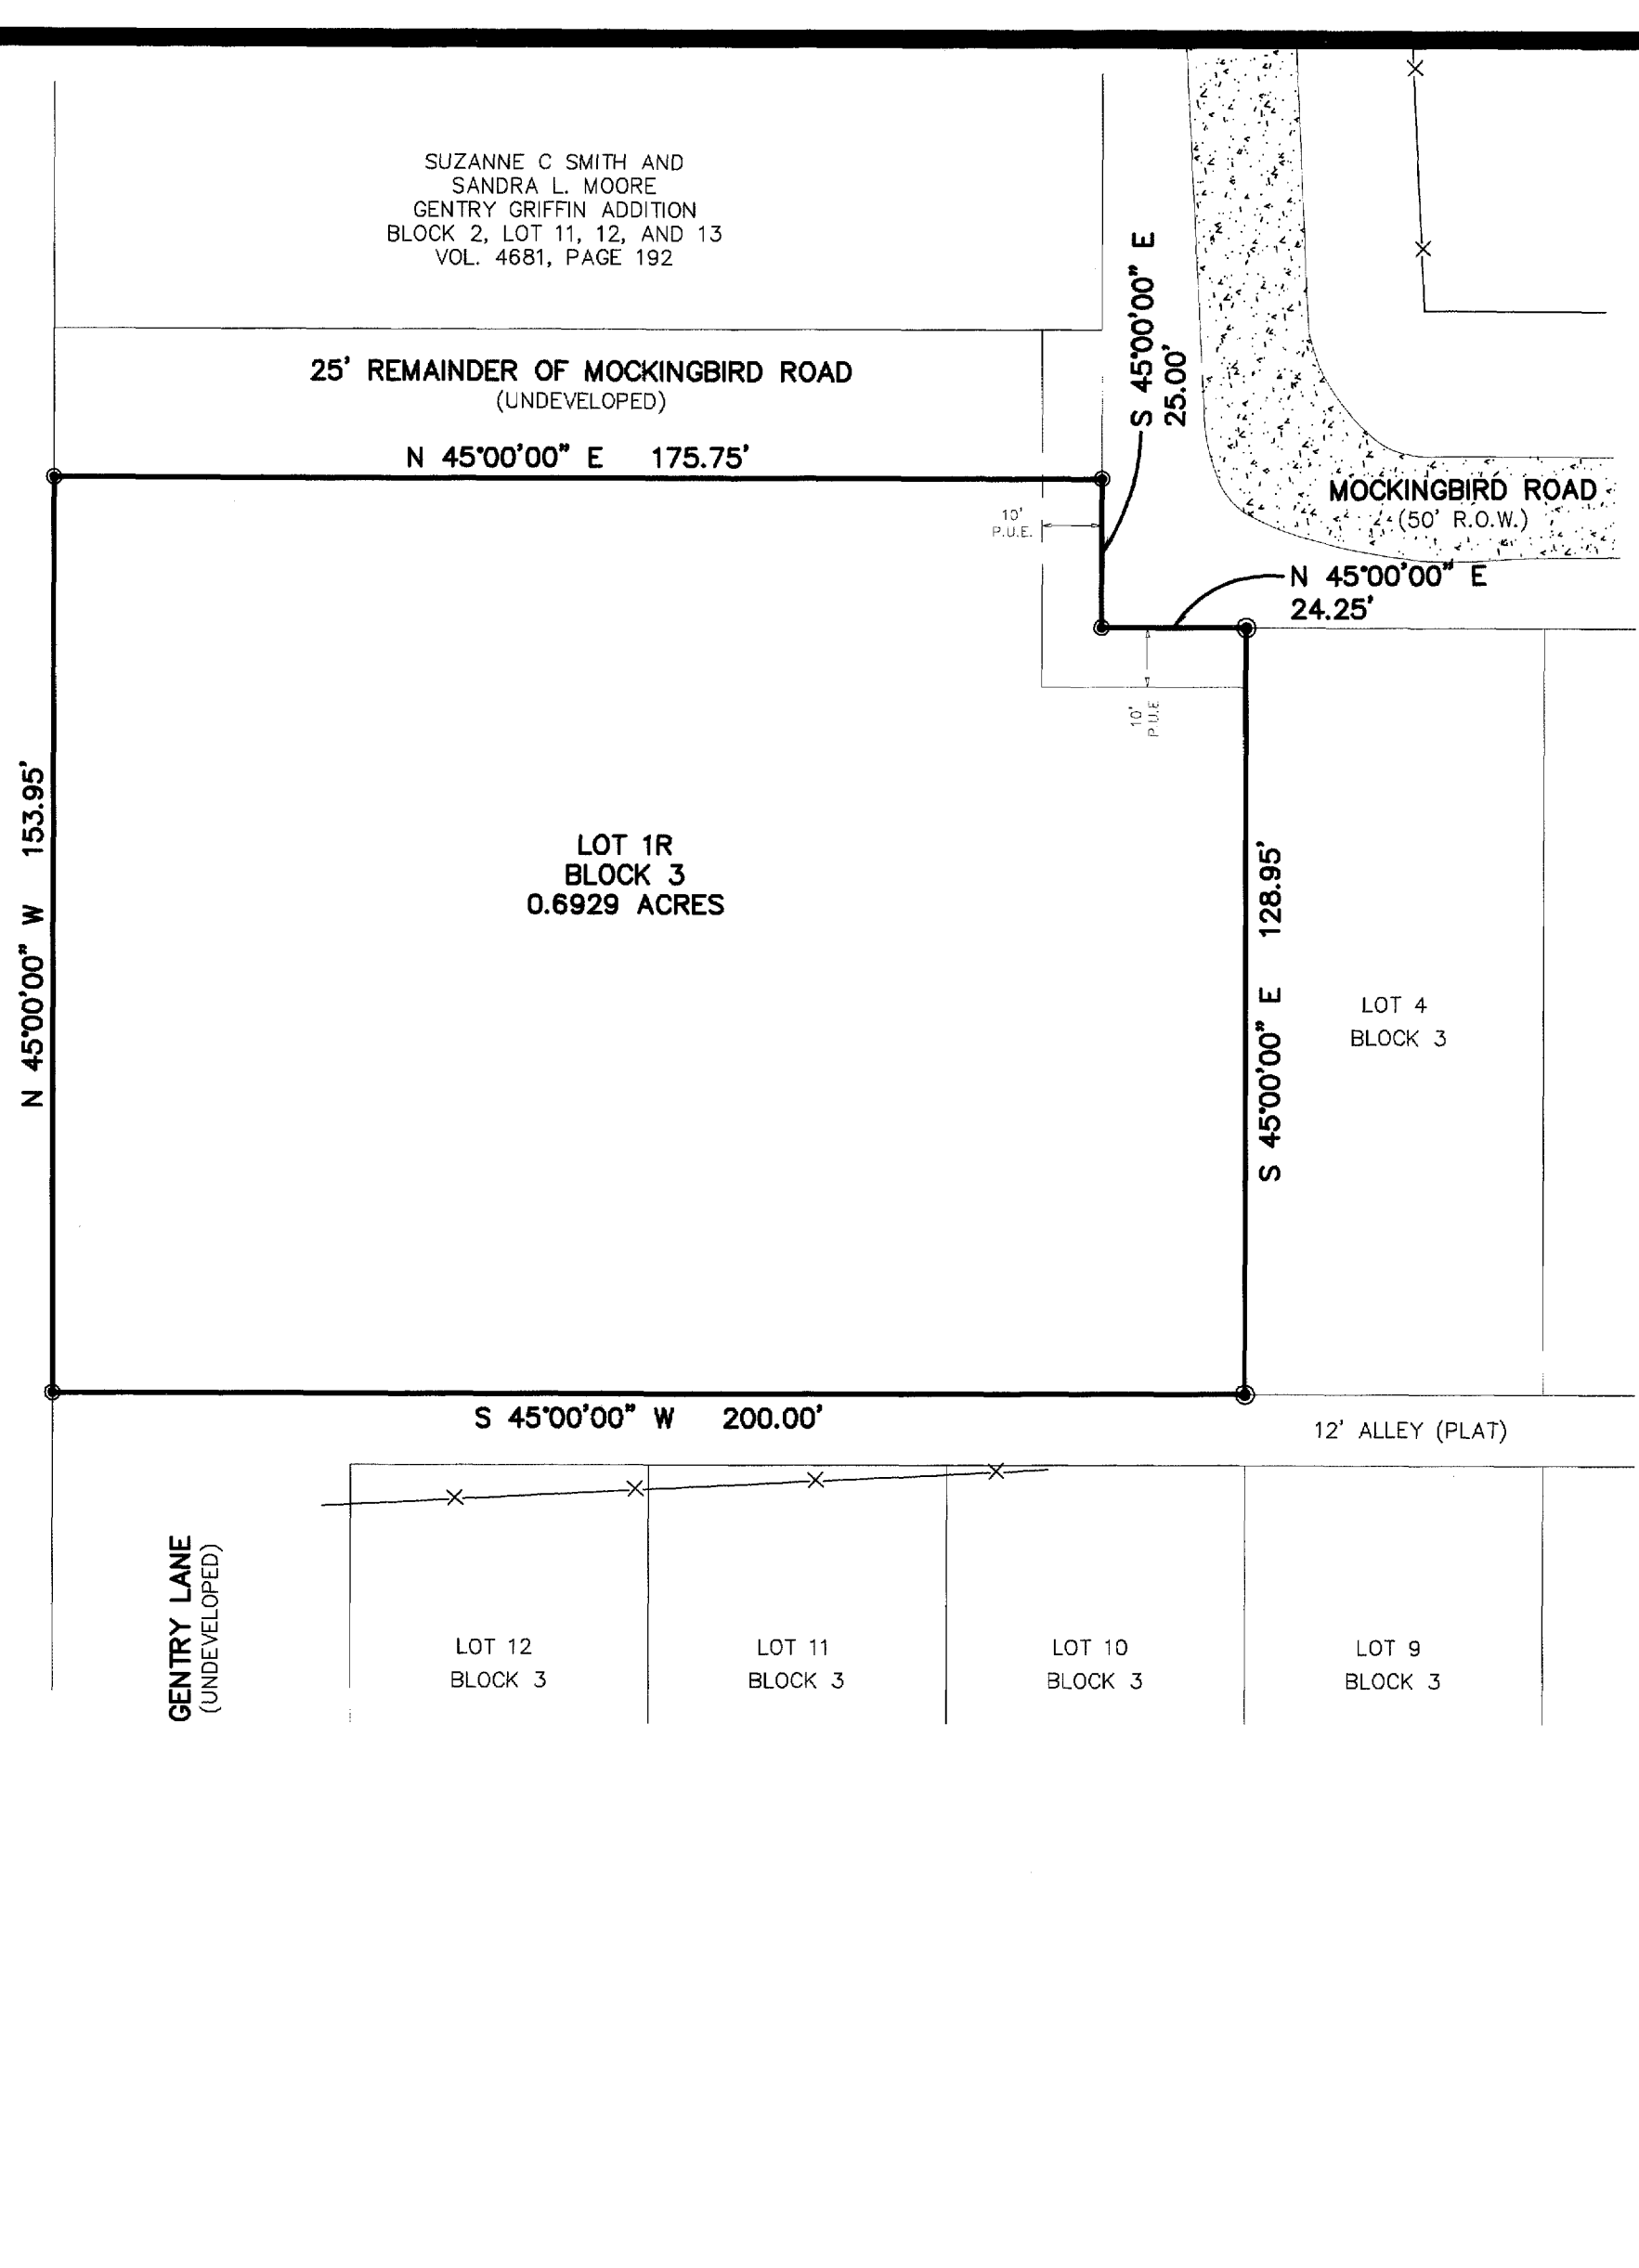 SUZANNE C SMITH AND
SANDRA L. MOORE
GENTRY GRIFFIN ADDITION
BLOCK 2, LOT 11, 12, AND 13
VOL. 4681, PAGE 192
S 45°00'00" E
25.00'
25' REMAINDER OF MOCKINGBIRD ROAD
(UNDEVELOPED)
N 45°00'00" E 175.75'
MOCKINGBIRD ROAD
(50' R.O.W.)
10'
P.U.E.
N 45°00'00" E
24.25'
10'
P.U.E
N 45°00'00" W 153.95'
LOT 1R
BLOCK 3
0.6929 ACRES
S 45°00'00" E 128.95'
LOT 4
BLOCK 3
S 45°00'00" W 200.00'
12' ALLEY (PLAT)
GENTRY LANE
(UNDEVELOPED)
LOT 12
BLOCK 3
LOT 11
BLOCK 3
LOT 10
BLOCK 3
LOT 9
BLOCK 3